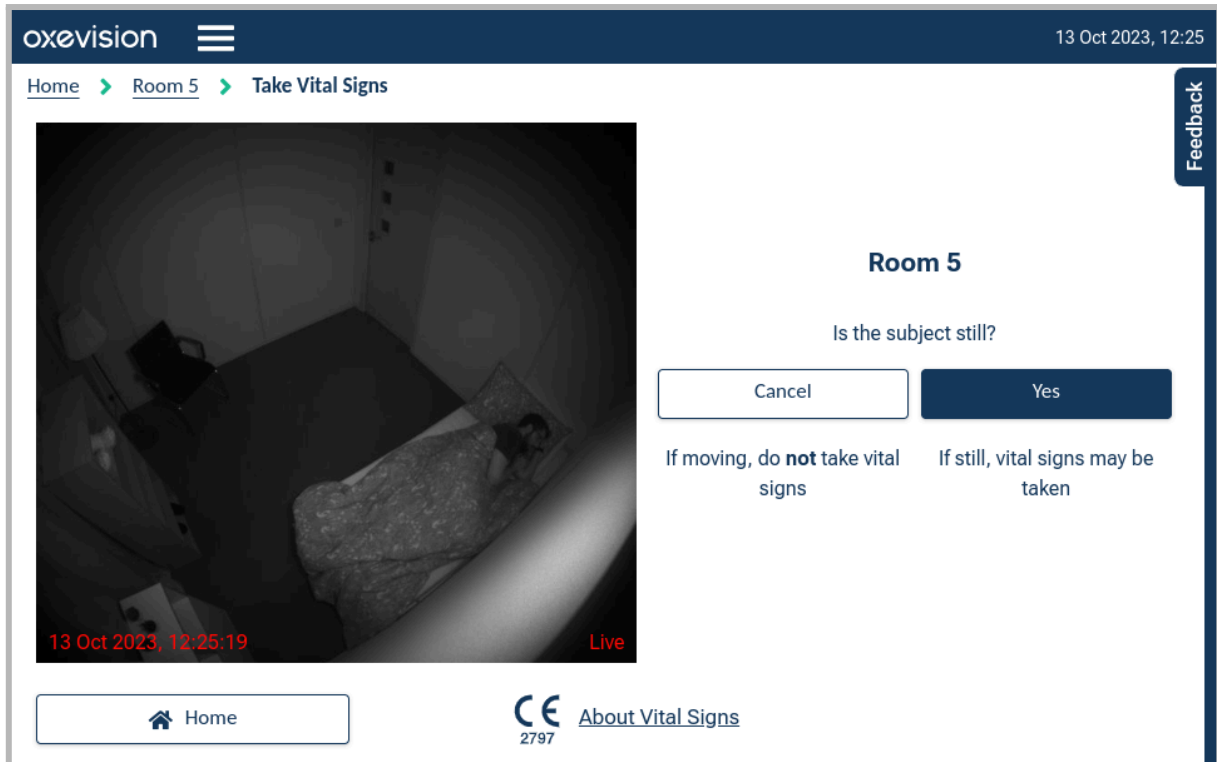 oxevision
13 Oct 2023, 12:25
Home > Room 5 > Take Vital Signs
Feedback
13 Oct 2023, 12:25:19
Live
Room 5
Is the subject still?
Cancel
Yes
If moving, do not take vital
signs
If still, vital signs may be
taken
Home
CE
2797
About Vital Signs